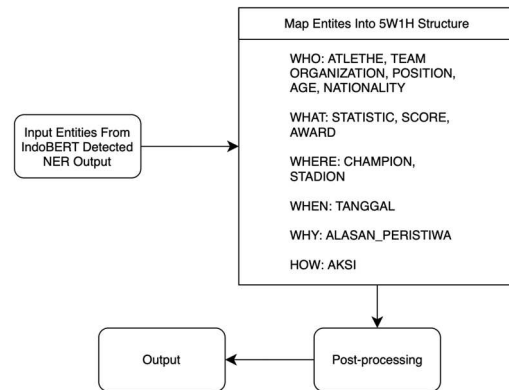 Map Entites Into 5W1H Structure
WHO: ATLETHE, TEAM
ORGANIZATION, POSITION,
AGE, NATIONALITY
WHAT: STATISTIC, SCORE,
AWARD
WHERE: CHAMPION,
STADION
WHEN: TANGGAL
WHY: ALASAN_PERISTIWA
HOW: AKSI
Input Entities From
IndoBERT Detected
NER Output
Output
Post-processing